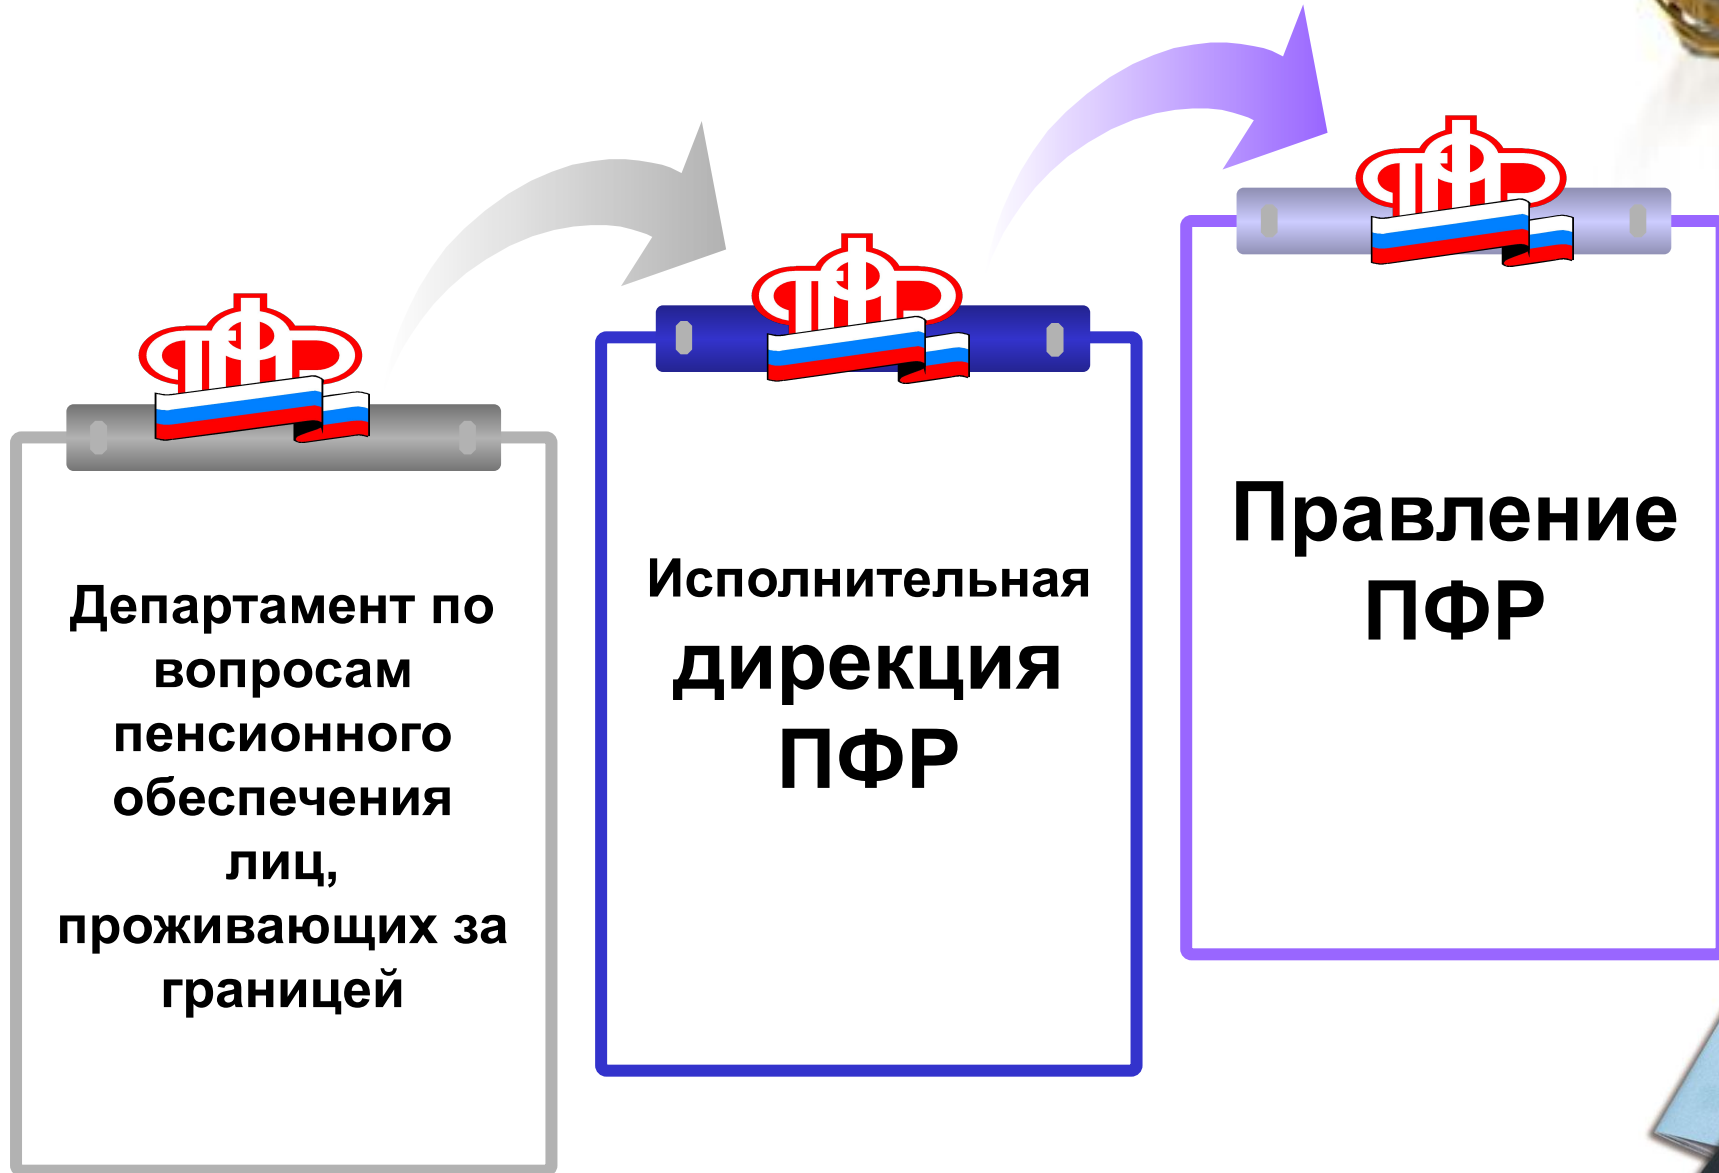 Департамент по
вопросам
пенсионного
обеспечения
лиц,
проживающих за
границей
Исполнительная
дирекция
ПФР
Правление
ПФР